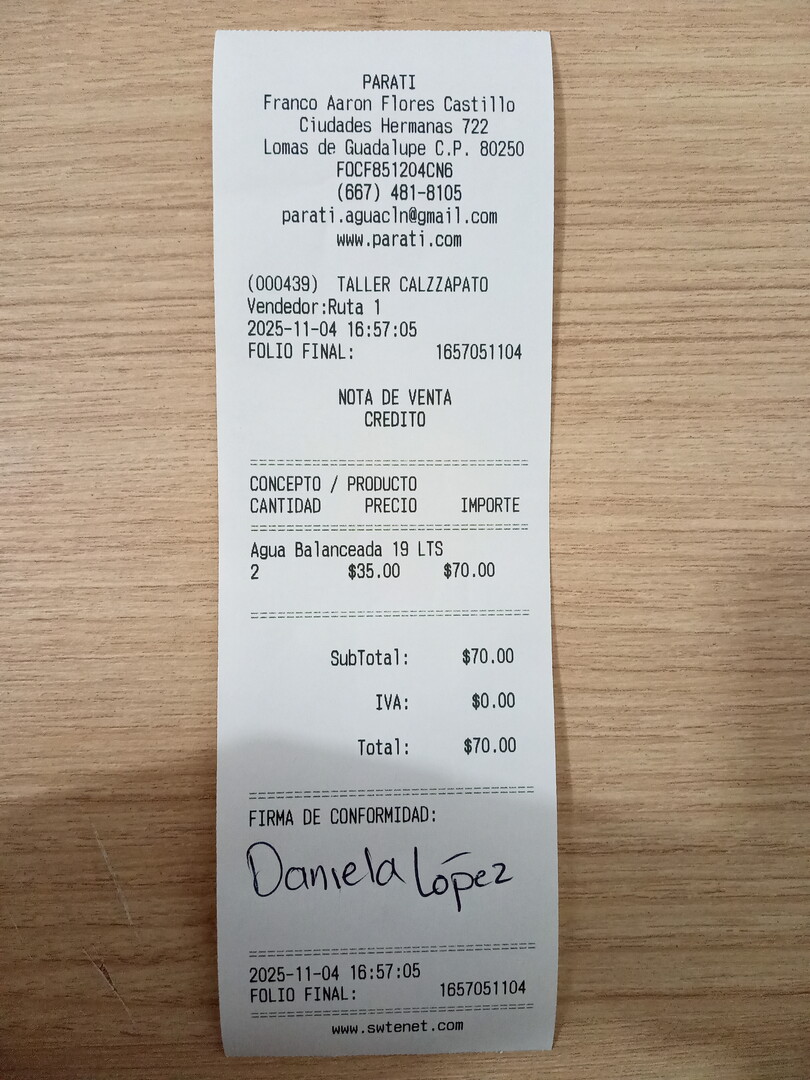 PARATI
Franco Aaron Flores Castillo
Ciudades Hermanas 722
Lomas de Guadalupe C.P. 80250
FOCF851204CN6
(667) 481-8105
parati.aguacln@gmail.com
www.parati.com
(000439) TALLER CALZZAPATO
Vendedor:Ruta 1
2025-11-04 16:57:05
FOLIO FINAL: 1657051104
NOTA DE VENTA
CREDITO
CONCEPTO / PRODUCTO
CANTIDAD PRECIO IMPORTE
Agua Balanceada 19 LTS
2 $35.00 $70.00
SubTotal: $70.00
IVA: $0.00
Total: $70.00
FIRMA DE CONFORMIDAD:
Daniela López
2025-11-04 16:57:05
FOLIO FINAL: 1657051104
www.swtenet.com